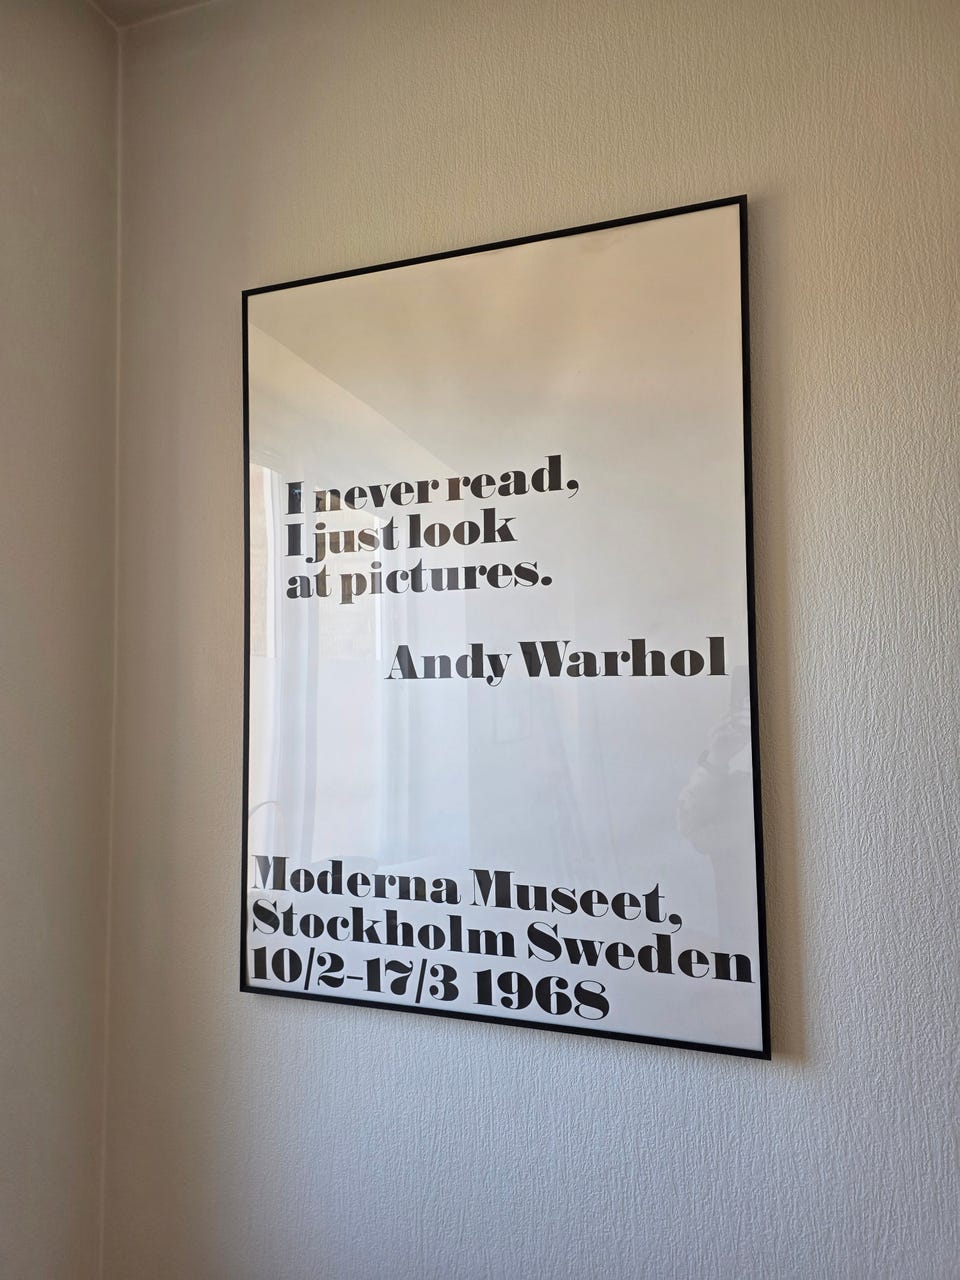 I never read,
I just look
at pictures.
Andy Warhol
Moderna Museet,
Stockholm Sweden
10/2-17/3 1968